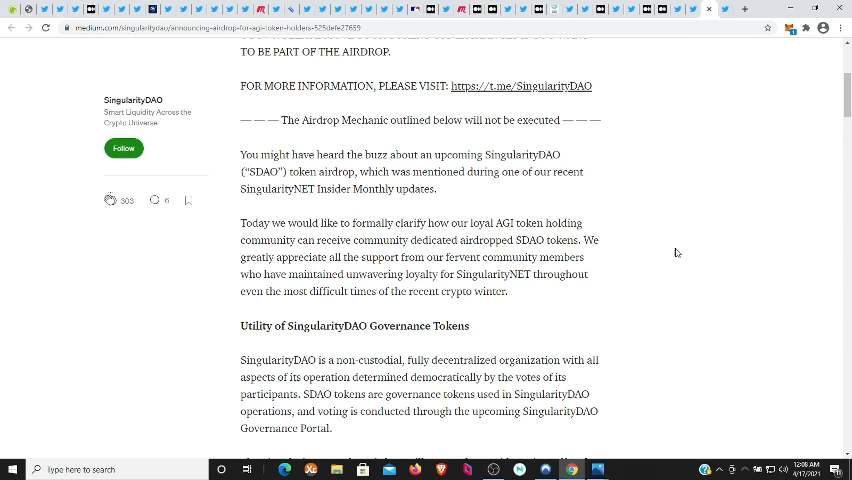 medium.com/singularitydao/announcing-airdrop-for-agi-token-holders-525defe27659
TO BE PART OF THE AIRDROP.
FOR MORE INFORMATION, PLEASE VISIT: https://t.me/SingularityDAO
SingularityDAO
Smart Liquidity Across the
Crypto Universe
Follow
303
6
— — — The Airdrop Mechanic outlined below will not be executed — — —
You might have heard the buzz about an upcoming SingularityDAO
(“SDAO”) token airdrop, which was mentioned during one of our recent
SingularityNET Insider Monthly updates.
Today we would like to formally clarify how our loyal AGI token holding
community can receive community dedicated airdropped SDAO tokens. We
greatly appreciate all the support from our fervent community members
who have maintained unwavering loyalty for SingularityNET throughout
even the most difficult times of the recent crypto winter.
Utility of SingularityDAO Governance Tokens
SingularityDAO is a non-custodial, fully decentralized organization with all
aspects of its operation determined democratically by the votes of its
participants. SDAO tokens are governance tokens used in SingularityDAO
operations, and voting is conducted through the upcoming SingularityDAO
Governance Portal.
Type here to search
12:08 AM
4/17/2021